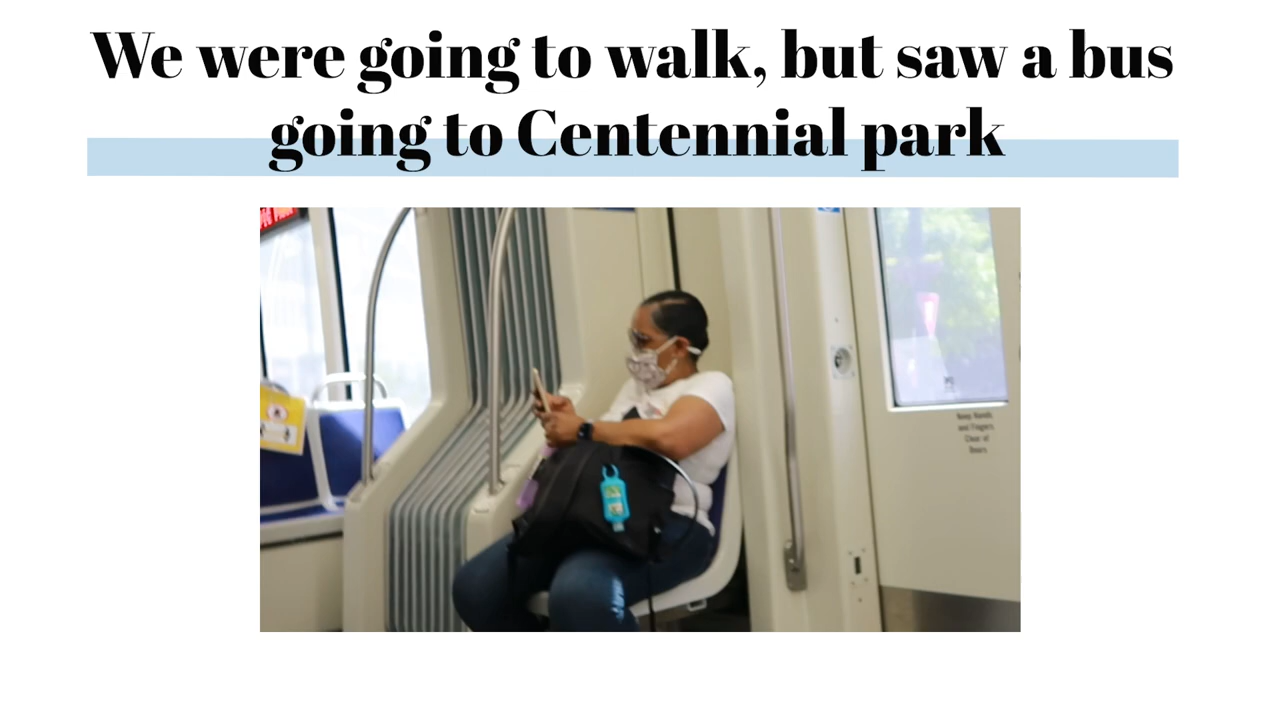 We were going to walk, but saw a bus
going to Centennial park
Keep Hands
and Fingers
Clear of
Doors